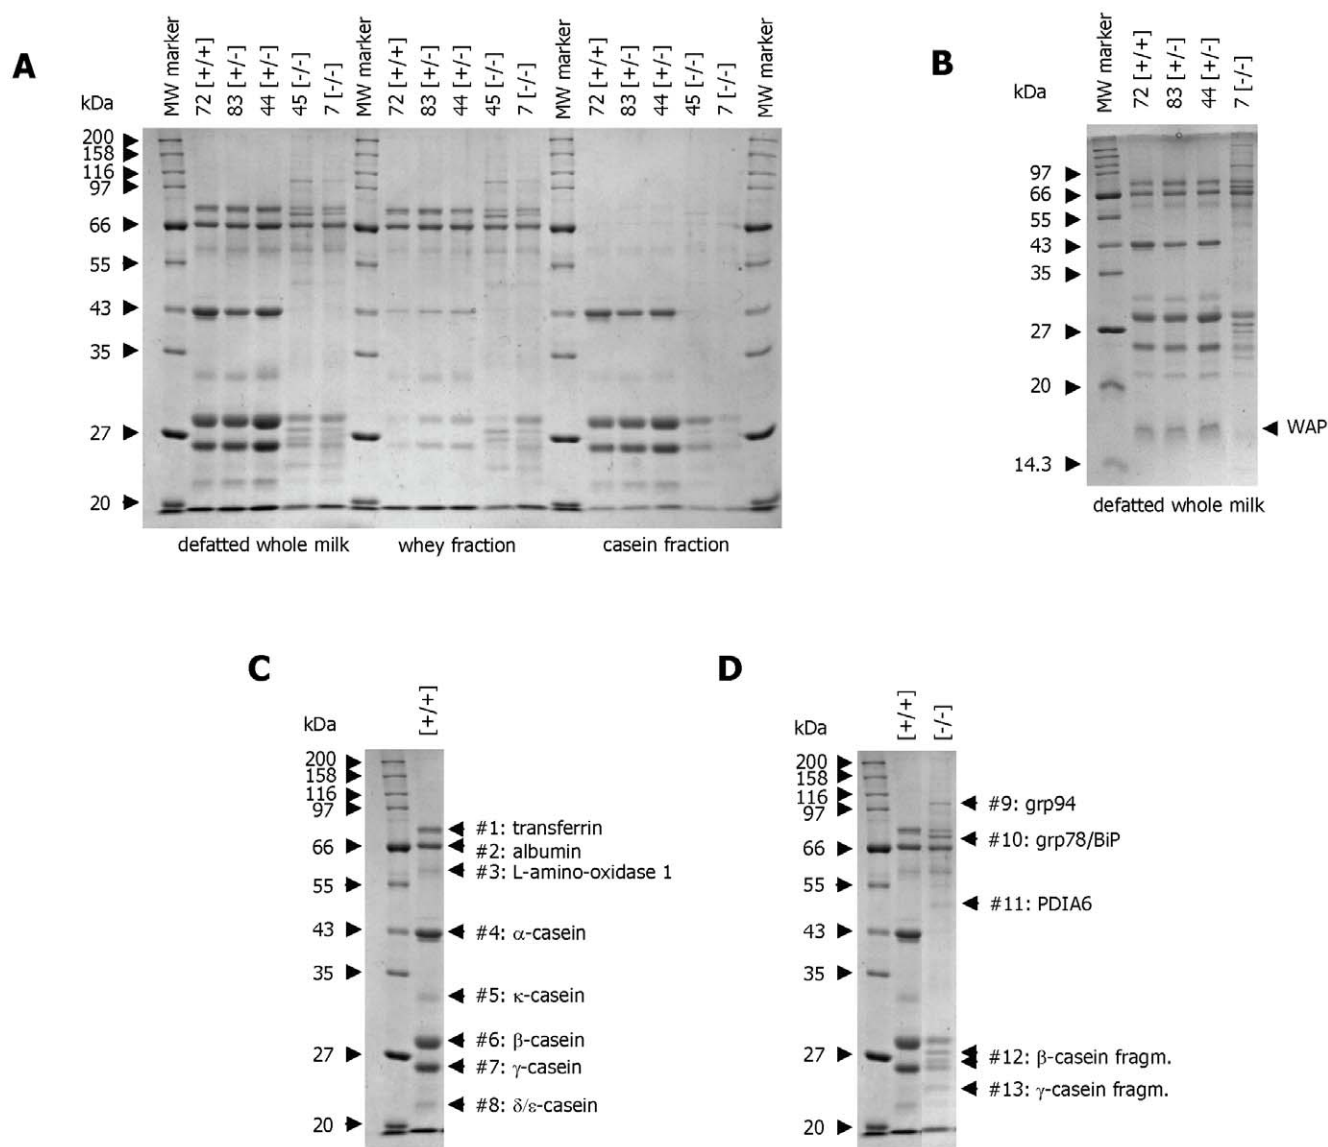 A
kDa
MW marker
72 [+/+]
83 [+/-]
44 [+/-]
45 [-/-]
7 [-/-]
MW marker
72 [+/+]
83 [+/-]
44 [+/-]
45 [-/-]
7 [-/-]
MW marker
72 [+/+]
83 [+/-]
44 [+/-]
45 [-/-]
7 [-/-]
MW marker
200
158
116
97
66
55
43
35
27
20
defatted whole milk
whey fraction
casein fraction
B
kDa
MW marker
72 [+/+]
83 [+/-]
44 [+/-]
7 [-/-]
97
66
55
43
35
27
20
14.3
WAP
defatted whole milk
C
kDa
[+/+]
200
158
116
97
66
55
43
35
27
20
#1: transferrin
#2: albumin
#3: L-amino-oxidase 1
#4: α-casein
#5: κ-casein
#6: β-casein
#7: γ-casein
#8: δ/ε-casein
D
kDa
[+/+]
[-/-]
200
158
116
97
66
55
43
35
27
20
#9: grp94
#10: grp78/BiP
#11: PDIA6
#12: β-casein fragm.
#13: γ-casein fragm.